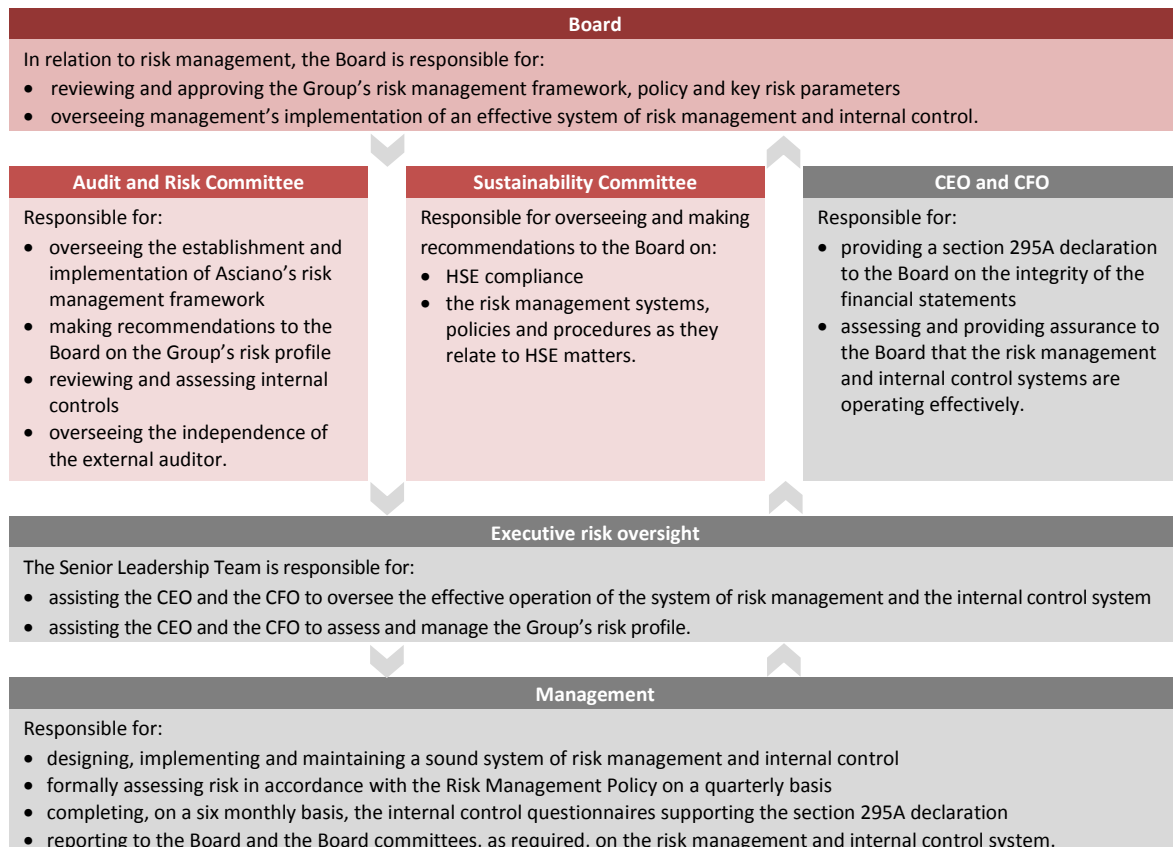 Board
In relation to risk management, the Board is responsible for:
• reviewing and approving the Group’s risk management framework, policy and key risk parameters
• overseeing management’s implementation of an effective system of risk management and internal control.
Audit and Risk Committee
Responsible for:
• overseeing the establishment and
implementation of Asciano’s risk
management framework
• making recommendations to the
Board on the Group’s risk profile
• reviewing and assessing internal
controls
• overseeing the independence of
the external auditor.
Sustainability Committee
Responsible for overseeing and making
recommendations to the Board on:
• HSE compliance
• the risk management systems,
policies and procedures as they
relate to HSE matters.
CEO and CFO
Responsible for:
• providing a section 295A declaration
to the Board on the integrity of the
financial statements
• assessing and providing assurance to
the Board that the risk management
and internal control systems are
operating effectively.
Executive risk oversight
The Senior Leadership Team is responsible for:
• assisting the CEO and the CFO to oversee the effective operation of the system of risk management and the internal control system
• assisting the CEO and the CFO to assess and manage the Group’s risk profile.
Management
Responsible for:
• designing, implementing and maintaining a sound system of risk management and internal control
• formally assessing risk in accordance with the Risk Management Policy on a quarterly basis
• completing, on a six monthly basis, the internal control questionnaires supporting the section 295A declaration
• reporting to the Board and the Board committees, as required, on the risk management and internal control system.